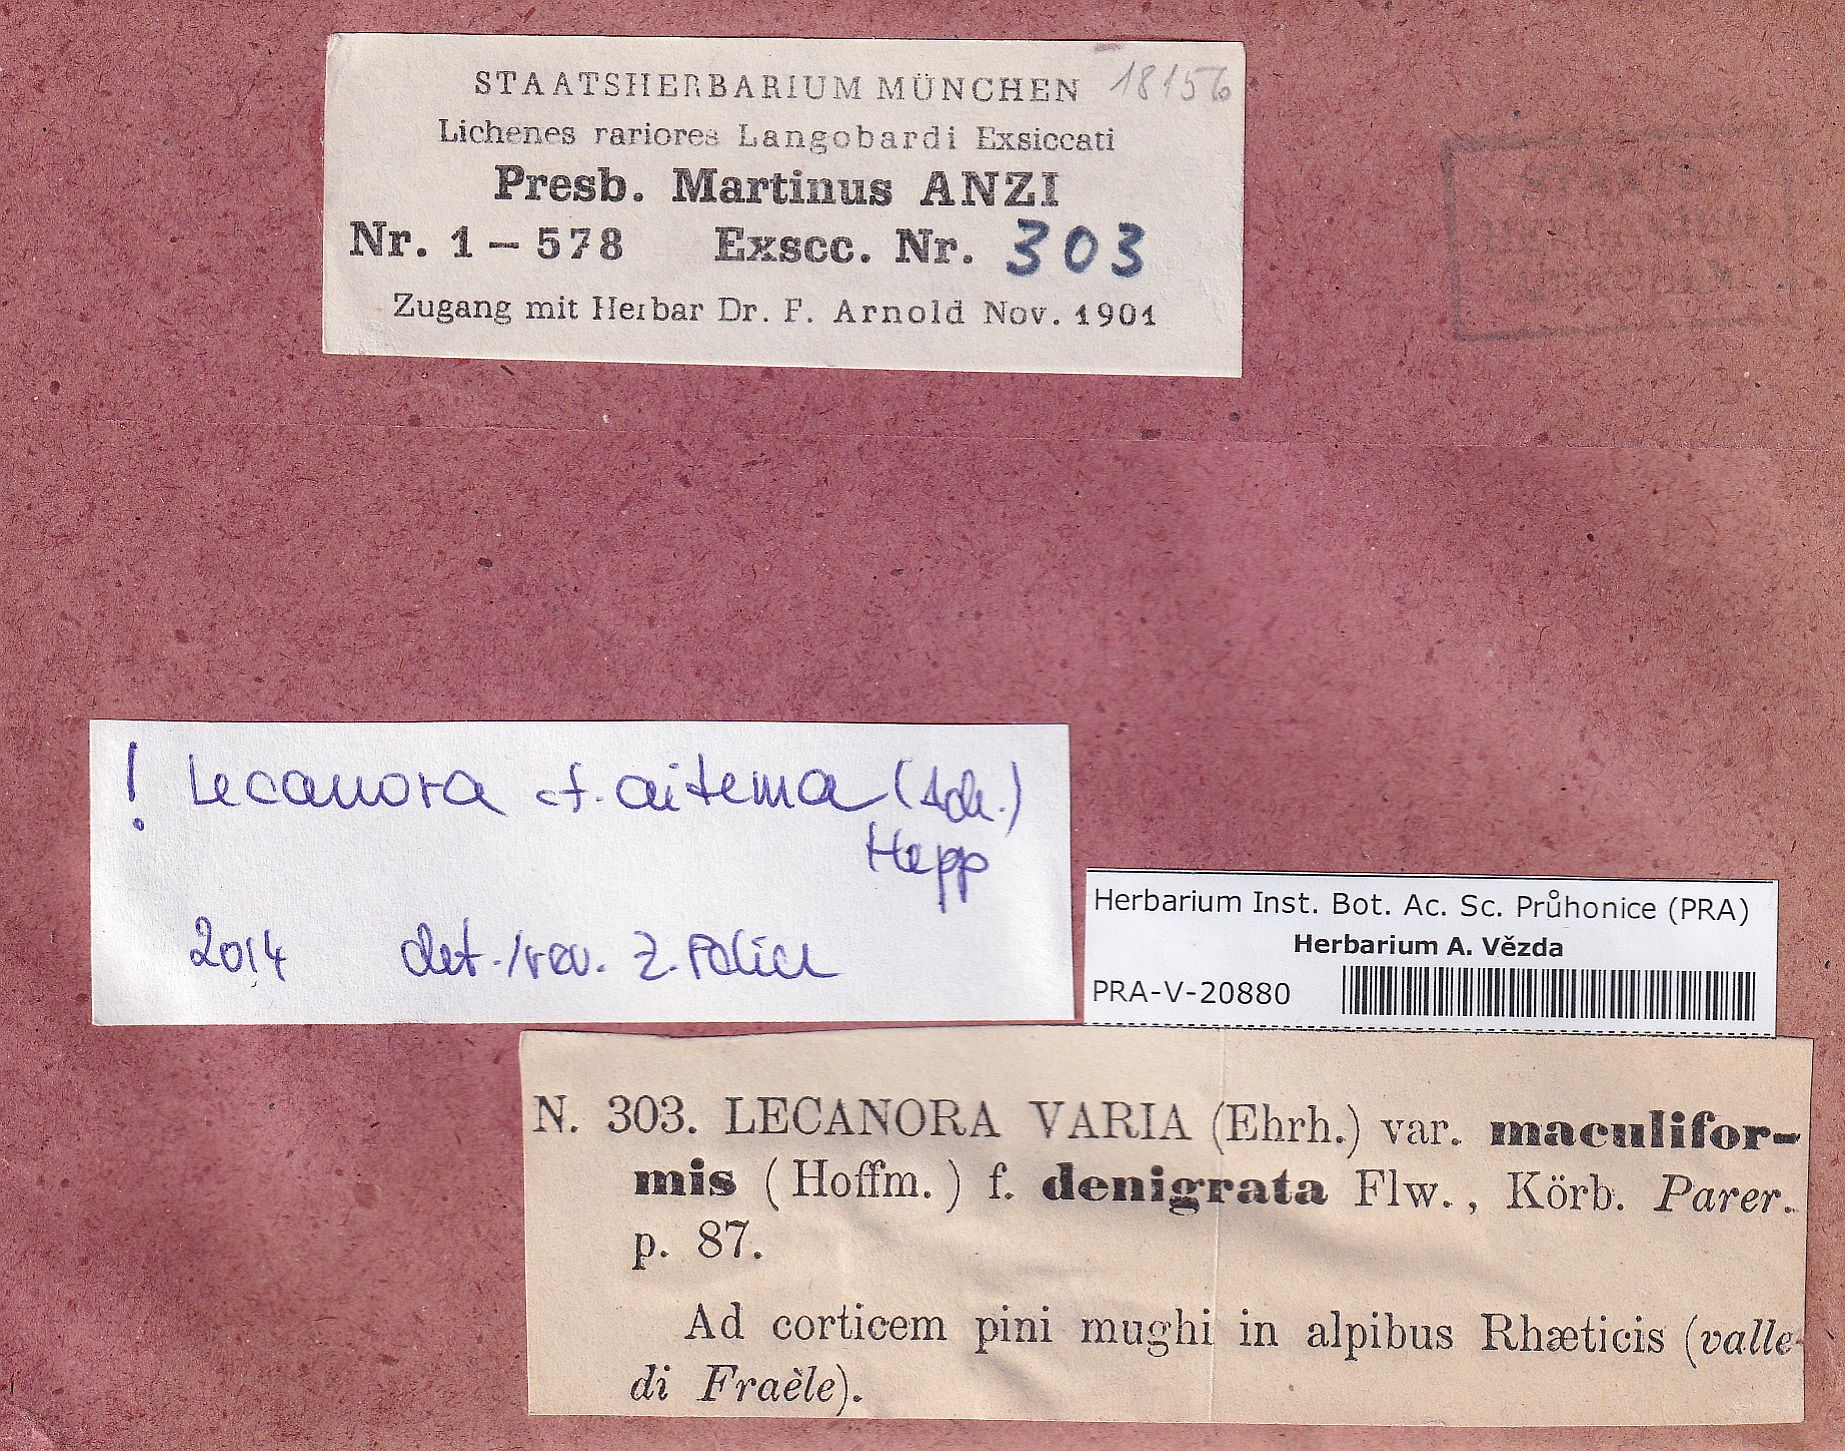 STAATSHERBARIUM MÜNCHEN 18156
Lichenes rariores Langobardi Exsiccati
Presb. Martinus ANZI
Nr. 1 – 578 Exscc. Nr. 303
Zugang mit Herbar Dr. F. Arnold Nov. 1901
! Lecanora cf. aitema (Ach.)
Hepp
2014 det./rev. Z. Palice
Herbarium Inst. Bot. Ac. Sc. Průhonice (PRA)
Herbarium A. Vězda
PRA-V-20880
N. 303. LECANORA VARIA (Ehrh.) var. maculifor-
mis (Hoffm.) f. denigrata Flw., Körb. Parer.
p. 87.
Ad corticem pini mughi in alpibus Rhæticis (valle
di Fraèle).